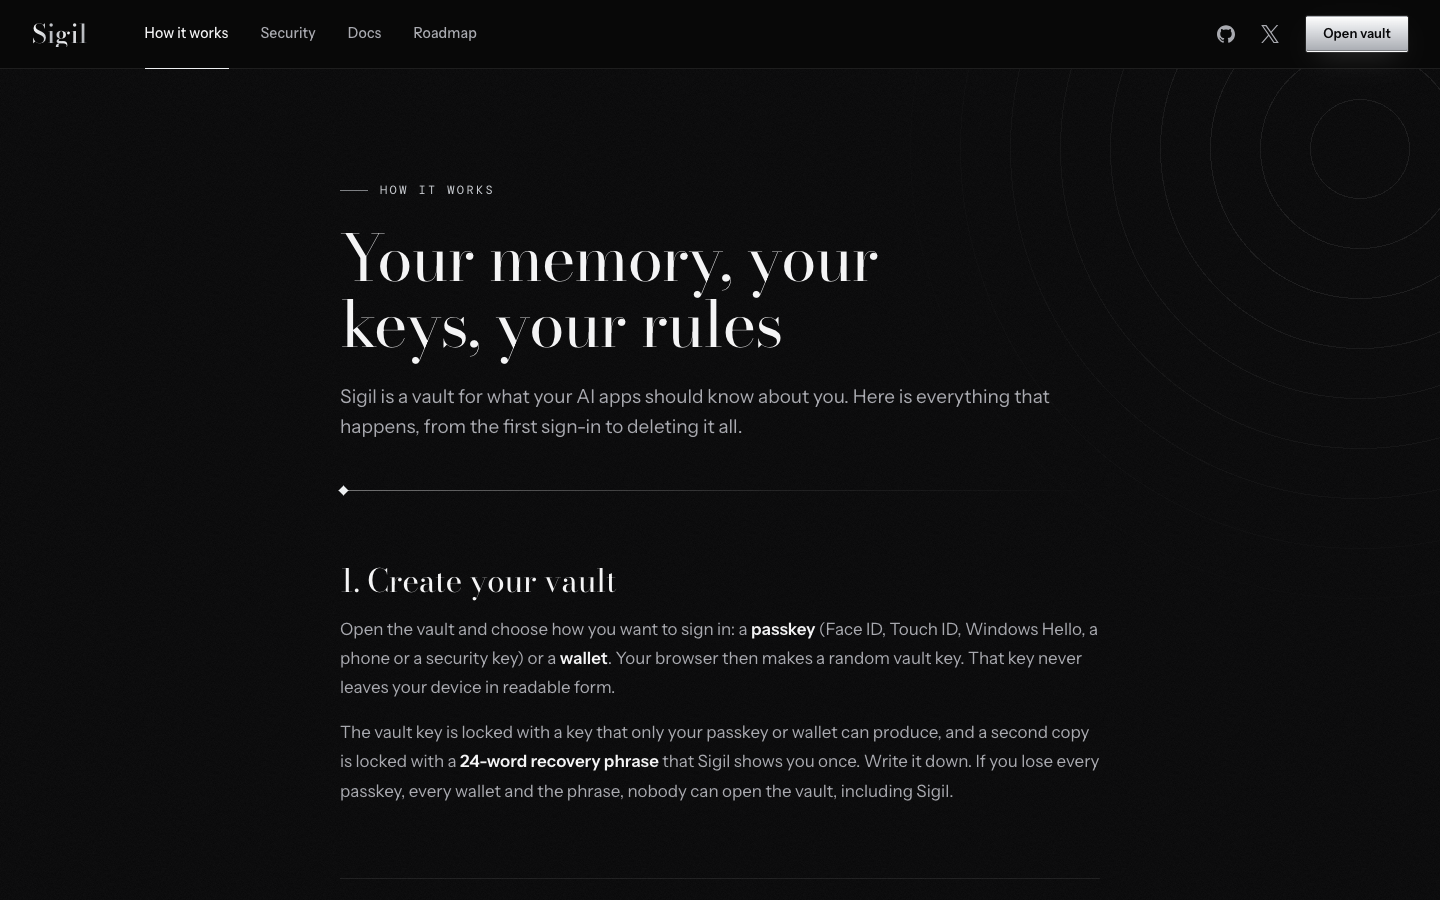 Sigil
How it works
Security
Docs
Roadmap
Open vault
HOW IT WORKS
Your memory, your
keys, your rules
Sigil is a vault for what your AI apps should know about you. Here is everything that
happens, from the first sign-in to deleting it all.
1. Create your vault
Open the vault and choose how you want to sign in: a passkey (Face ID, Touch ID, Windows Hello, a
phone or a security key) or a wallet. Your browser then makes a random vault key. That key never
leaves your device in readable form.
The vault key is locked with a key that only your passkey or wallet can produce, and a second copy
is locked with a 24-word recovery phrase that Sigil shows you once. Write it down. If you lose every
passkey, every wallet and the phrase, nobody can open the vault, including Sigil.